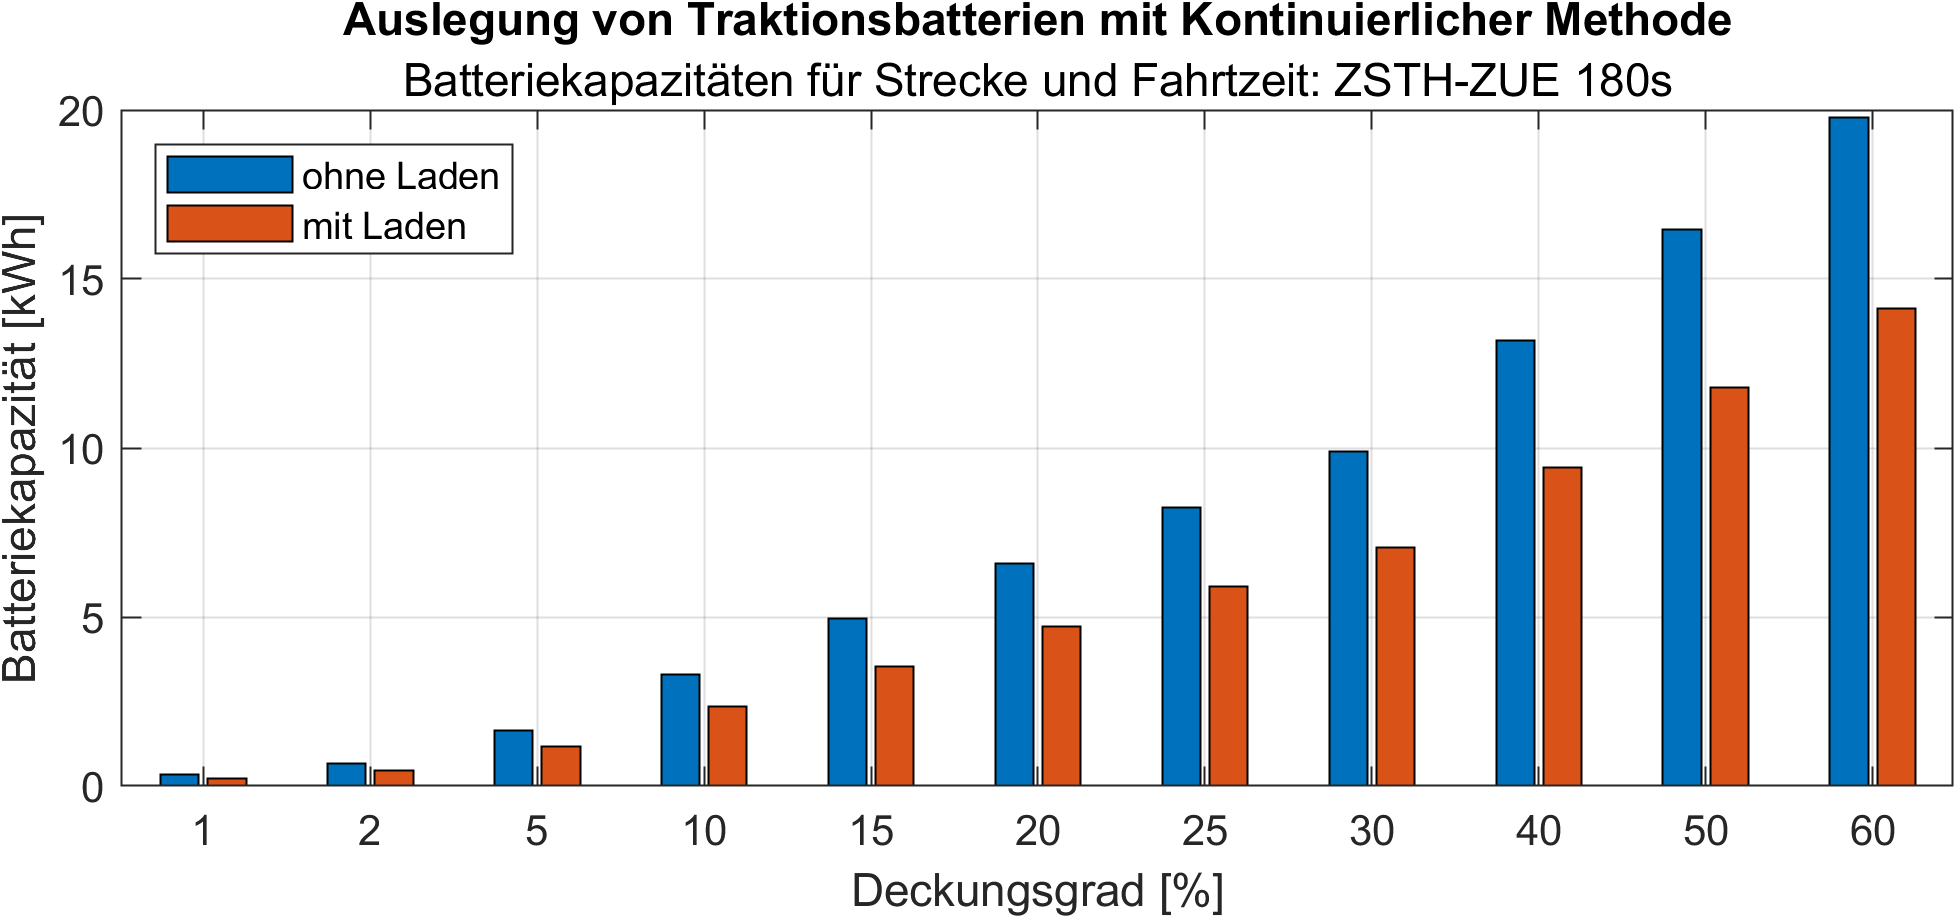 Auslegung von Traktionsbatterien mit Kontinuierlicher Methode
Batteriekapazitäten für Strecke und Fahrtzeit: ZSTH-ZUE 180s
20
15
10
5
0
Batteriekapazität [kWh]
ohne Laden
mit Laden
1 2 5 10 15 20 25 30 40 50 60
Deckungsgrad [%]